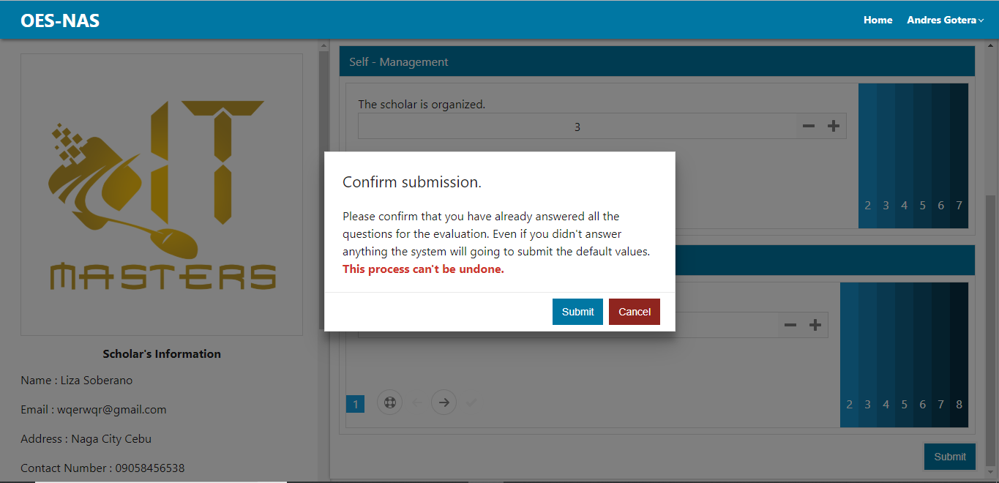 OES-NAS
Home
Andres Gotera
IT
MASTERS
Scholar's Information
Name : Liza Soberano
Email : wqerwqr@gmail.com
Address : Naga City Cebu
Contact Number : 09058456538
Self - Management
The scholar is organized.
3
2 3 4 5 6 7
Confirm submission.
Please confirm that you have already answered all the
questions for the evaluation. Even if you didn't answer
anything the system will going to submit the default values.
This process can't be undone.
Submit
Cancel
1
2 3 4 5 6 7 8
Submit